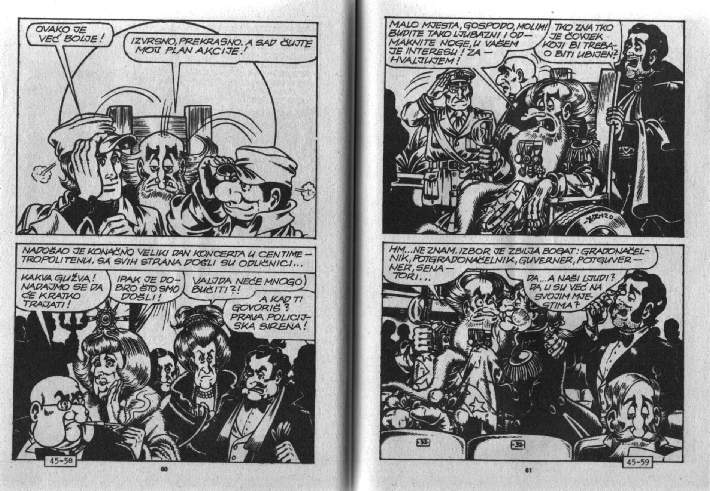 OVAKO JE
VEĆ BOLJE!
IZVRSNO, PREKRASNO. A SAD ČUJTE
MOJ PLAN AKCIJE!
NADOŠAO JE KONAČNO VELIKI DAN KONCERTA U CENTIME-
TROPOLITENU. SA SVIH STRANA DOŠLI SU ODLIČNICI...
KAKVA GUŽVA!
NADAJMO SE DA
ĆE KRATKO
TRAJATI!
IPAK JE DO-
BRO ŠTO SMO
DOŠLI!
VALJDA NEĆE MNOGO
BUČITI?!
A KAD TI
GOVORIŠ?
PRAVA POLICIJ-
SKA SIRENA!
45-58
60
MALO MJESTA, GOSPODO, MOLIM!
BUDITE TAKO LJUBAZNI I OD-
MAKNITE NOGE, U VAŠEM
JE INTERESU! ZA-
HVALJUJEM!
TKO ZNA TKO
JE ČOVJEK
KOJI BI TREBA-
O BITI UBIJEN?
HM... NE ZNAM. IZBOR JE ZBILJA BOGAT: GRADONAČEL-
NIK, POTGRADONAČELNIK, GUVERNER, POTGUVER-
NER, SENA-
TORI...
DA... A NAŠI LJUDI?
DA LI SU VEĆ NA
SVOJIM MJE-
STIMA?
45-59
61